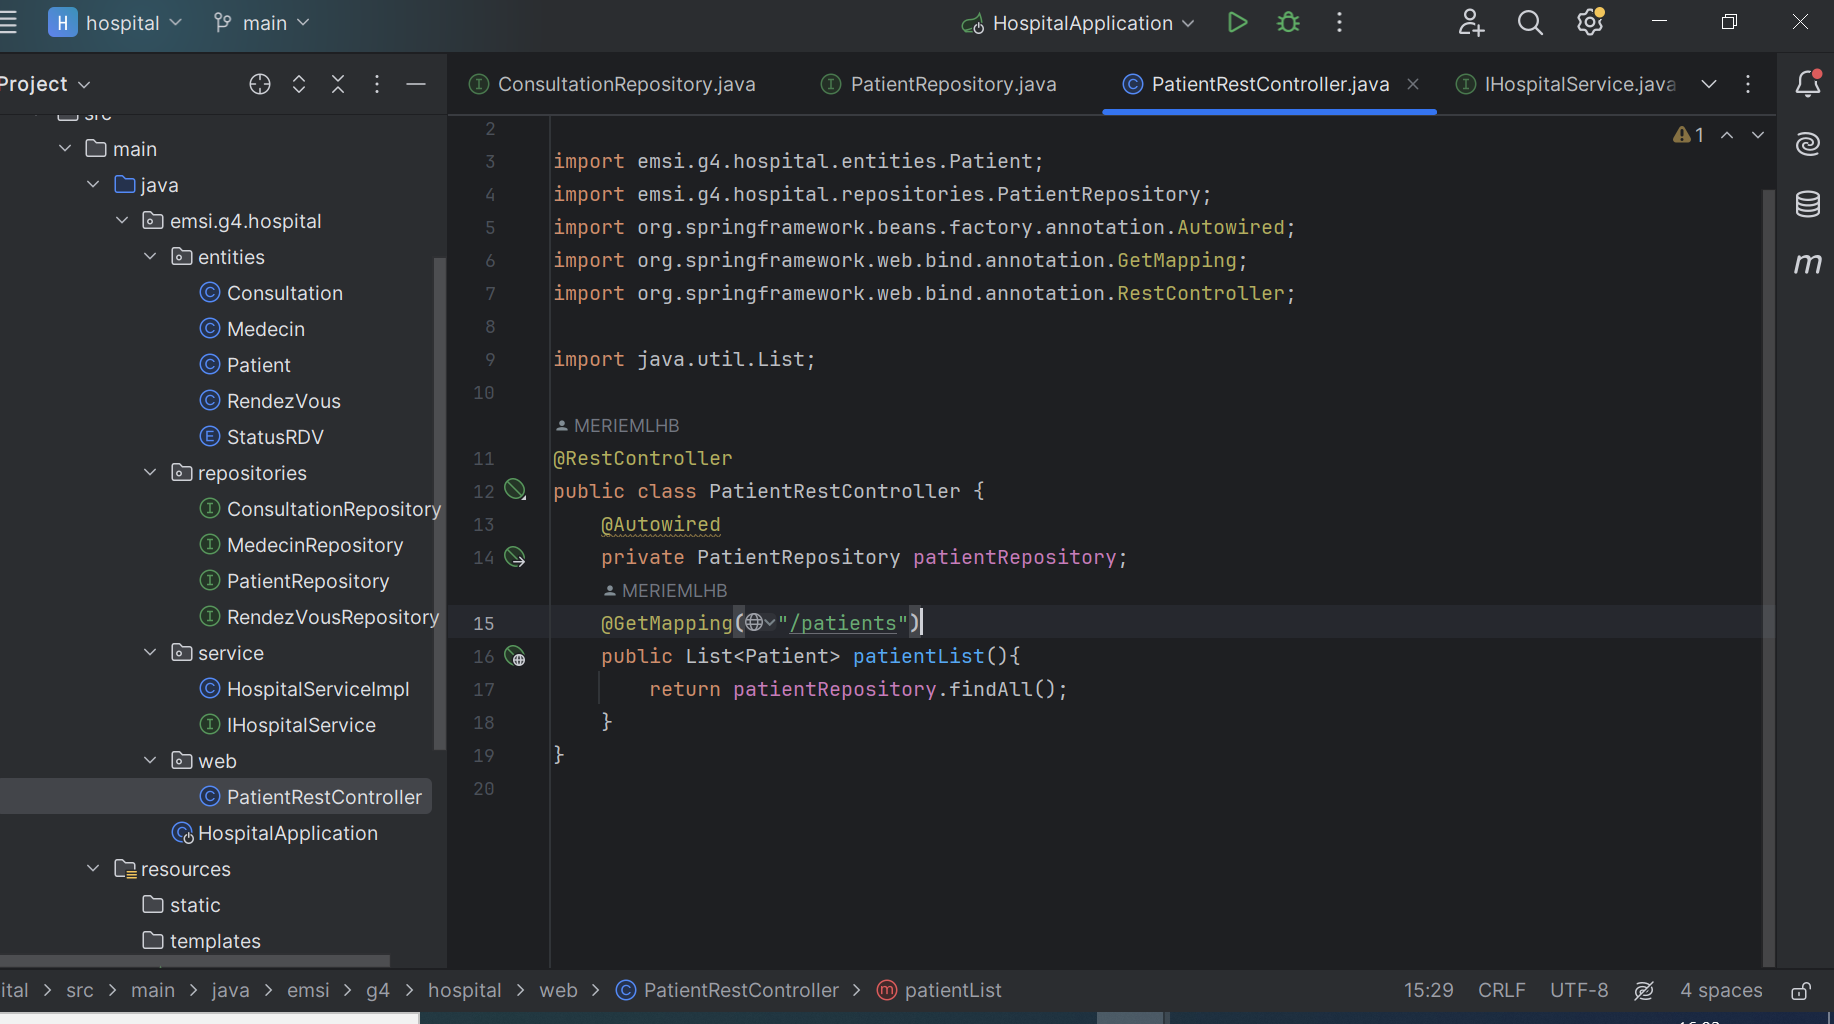 H hospital main HospitalApplication
Project
ConsultationRepository.java PatientRepository.java PatientRestController.java IHospitalService.java
src
main
java
emsi.g4.hospital
entities
Consultation
Medecin
Patient
RendezVous
StatusRDV
repositories
ConsultationRepository
MedecinRepository
PatientRepository
RendezVousRepository
service
HospitalServiceImpl
IHospitalService
web
PatientRestController
HospitalApplication
resources
static
templates
1
2
3 import emsi.g4.hospital.entities.Patient;
4 import emsi.g4.hospital.repositories.PatientRepository;
5 import org.springframework.beans.factory.annotation.Autowired;
6 import org.springframework.web.bind.annotation.GetMapping;
7 import org.springframework.web.bind.annotation.RestController;
8
9 import java.util.List;
10
MERIEMLHB
11 @RestController
12 public class PatientRestController {
13 @Autowired
14 private PatientRepository patientRepository;
MERIEMLHB
15 @GetMapping("/patients")
16 public List<Patient> patientList(){
17 return patientRepository.findAll();
18 }
19 }
20
m
ital > src > main > java > emsi > g4 > hospital > web > PatientRestController > patientList 15:29 CRLF UTF-8 4 spaces